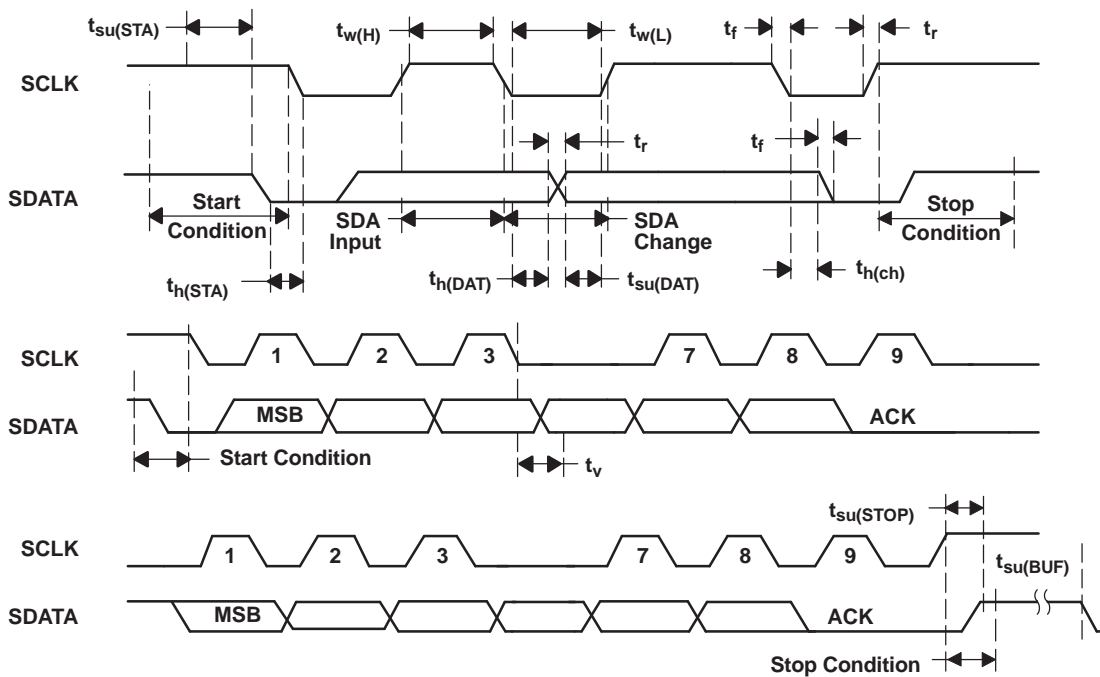 tsu(STA)
tw(H)
tw(L)
tf
tr
SCLK
tr
tf
SDATA
Start
Condition
SDA
Input
SDA
Change
Stop
Condition
th(STA)
th(DAT)
tsu(DAT)
th(ch)
SCLK
1
2
3
7
8
9
SDATA
MSB
ACK
Start Condition
tv
tsu(STOP)
SCLK
1
2
3
7
8
9
tsu(BUF)
SDATA
MSB
ACK
Stop Condition